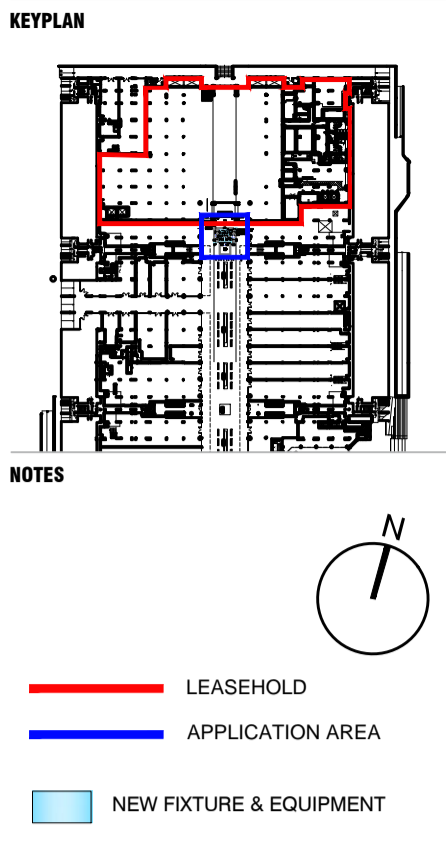 KEYPLAN
NOTES
N
LEASEHOLD
APPLICATION AREA
NEW FIXTURE & EQUIPMENT